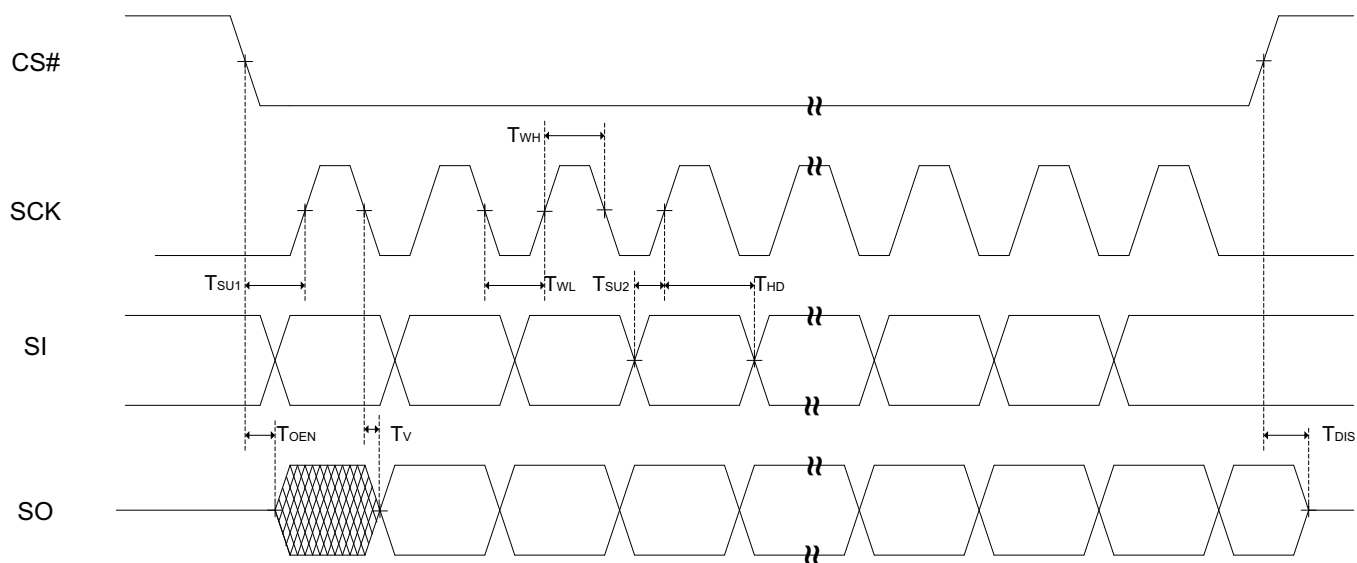 CS#
TWH
SCK
TSU1 TWL TSU2 THD
SI
TOEN TV TDIS
SO